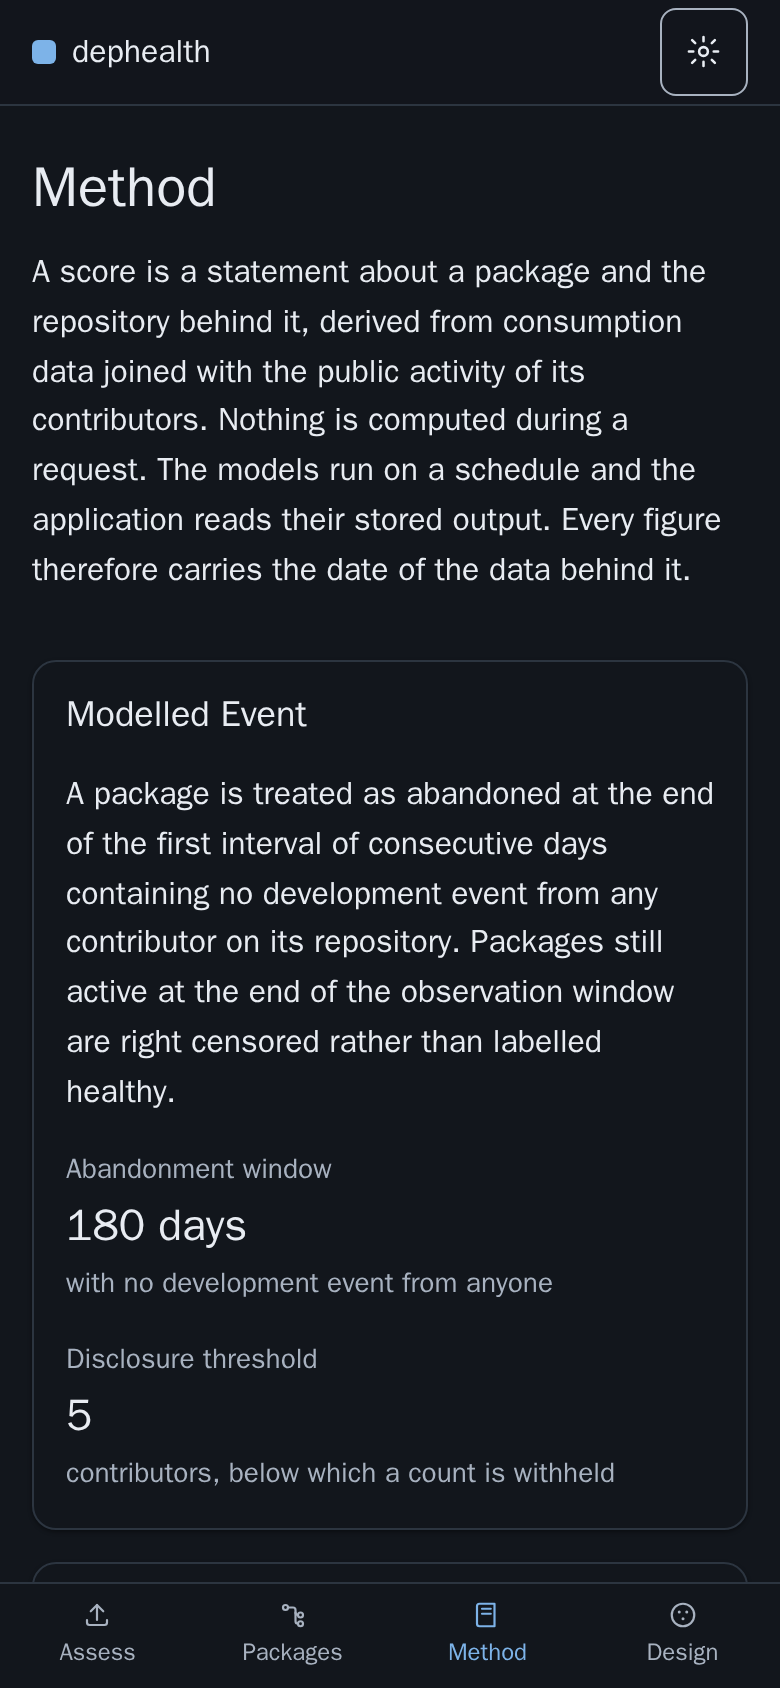 dephealth
Method
A score is a statement about a package and the
repository behind it, derived from consumption
data joined with the public activity of its
contributors. Nothing is computed during a
request. The models run on a schedule and the
application reads their stored output. Every figure
therefore carries the date of the data behind it.
Modelled Event
A package is treated as abandoned at the end
of the first interval of consecutive days
containing no development event from any
contributor on its repository. Packages still
active at the end of the observation window
are right censored rather than labelled
healthy.
Abandonment window
180 days
with no development event from anyone
Disclosure threshold
5
contributors, below which a count is withheld
Assess
Packages
Method
Design